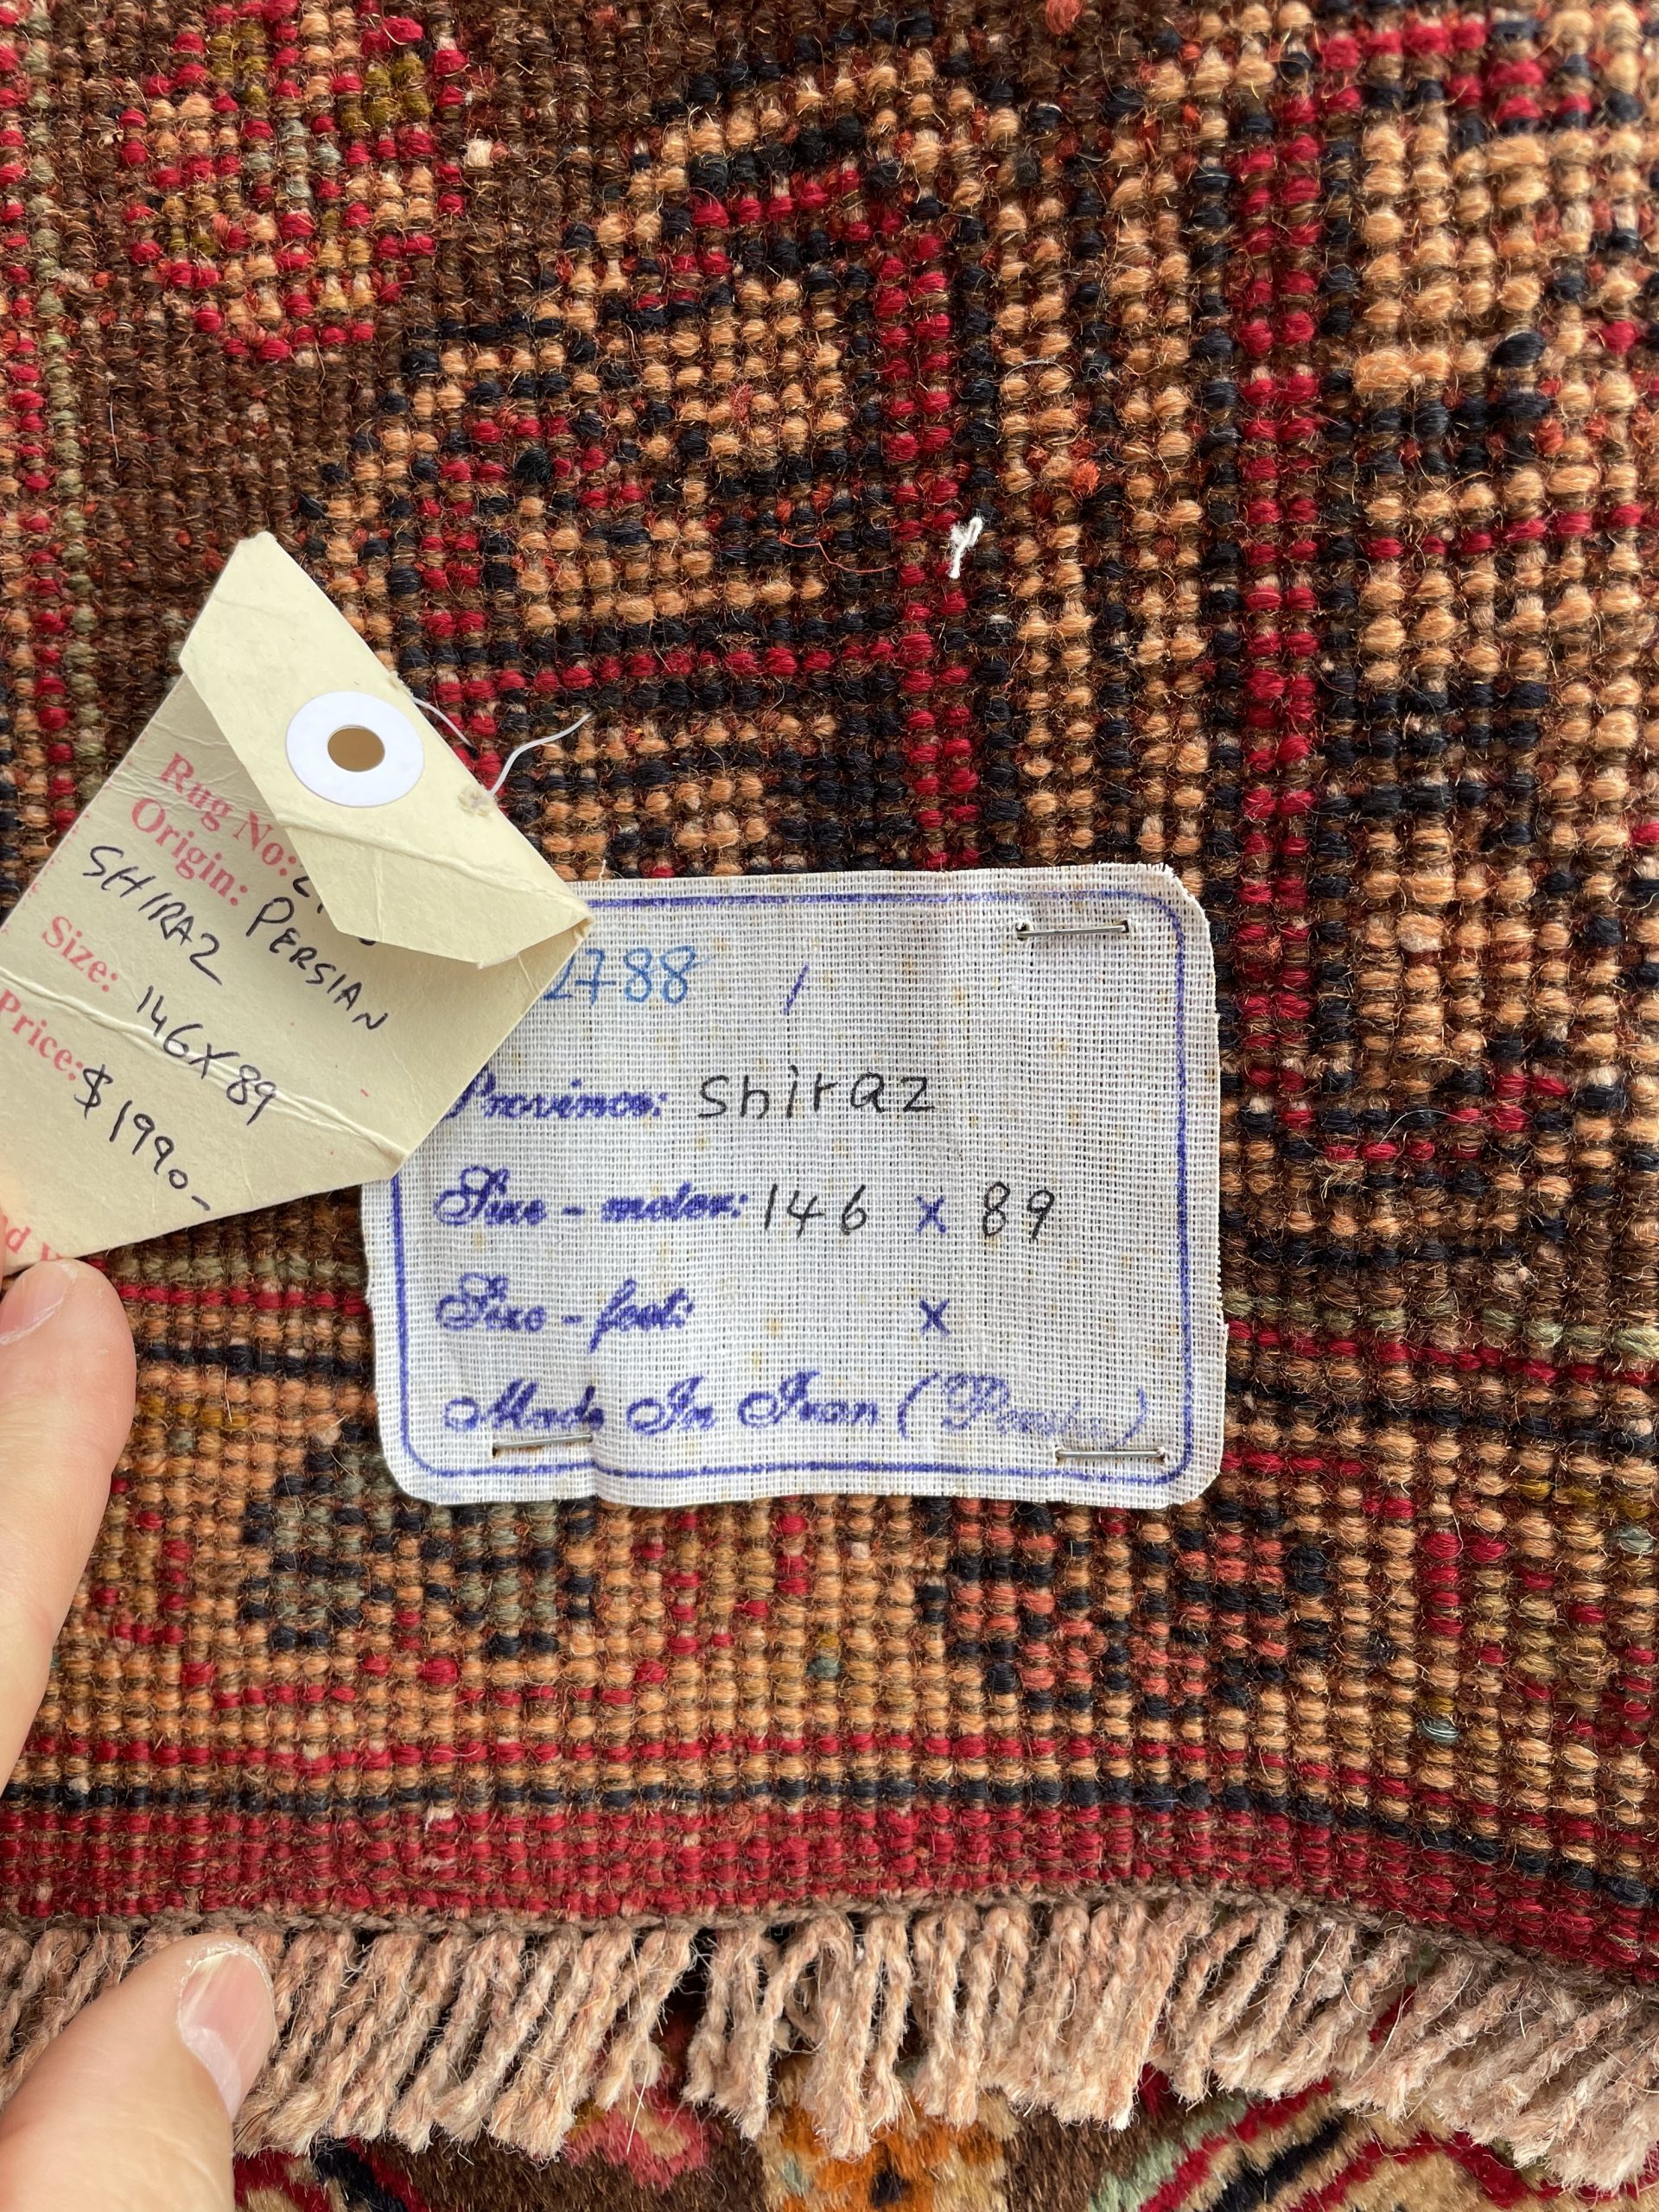 Rug No:
Origin: PERSIAN
SHIRAZ
Size: 146X89
Price: $1990-
2788 /
Province: Shiraz
Size - meter: 146 x 89
Size - feet: x
Made In Iran (Persia)